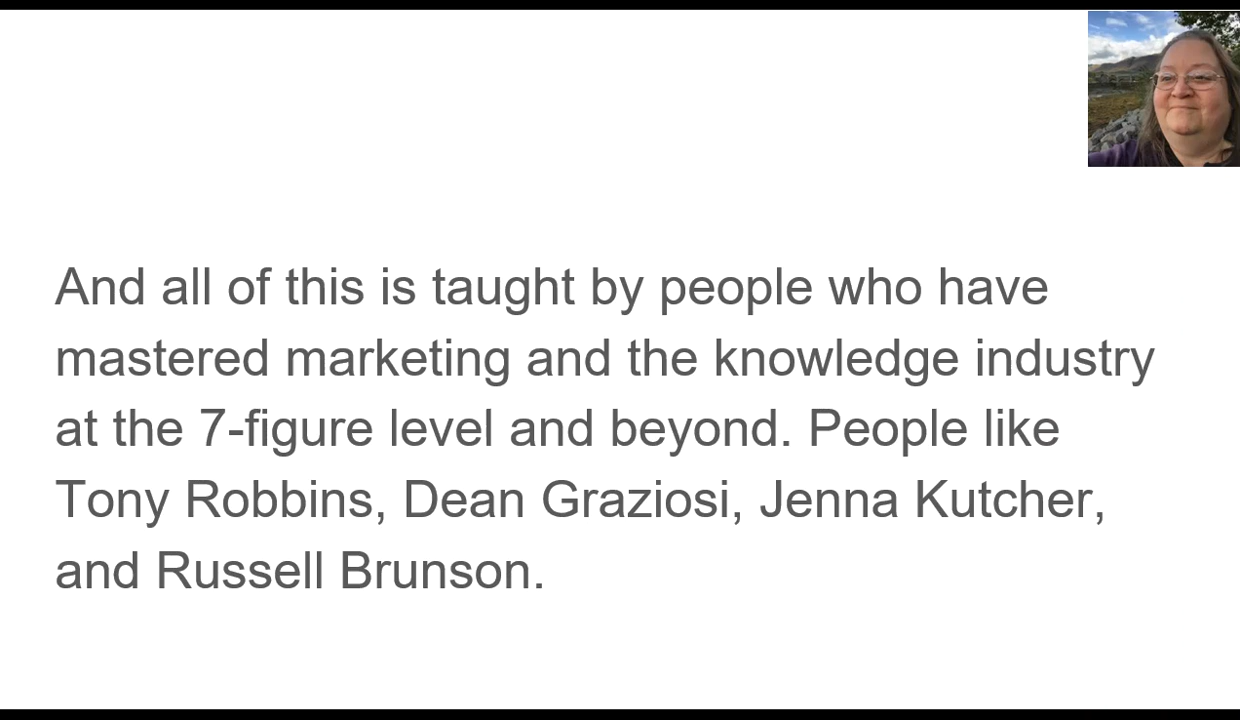 And all of this is taught by people who have
mastered marketing and the knowledge industry
at the 7-figure level and beyond. People like
Tony Robbins, Dean Graziosi, Jenna Kutcher,
and Russell Brunson.